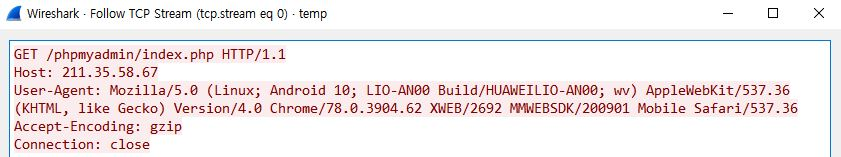 Wireshark · Follow TCP Stream (tcp.stream eq 0) · temp
GET /phpmyadmin/index.php HTTP/1.1
Host: 211.35.58.67
User-Agent: Mozilla/5.0 (Linux; Android 10; LIO-AN00 Build/HUAWEILIO-AN00; wv) AppleWebKit/537.36
(KHTML, like Gecko) Version/4.0 Chrome/78.0.3904.62 XWEB/2692 MMWEBSDK/200901 Mobile Safari/537.36
Accept-Encoding: gzip
Connection: close